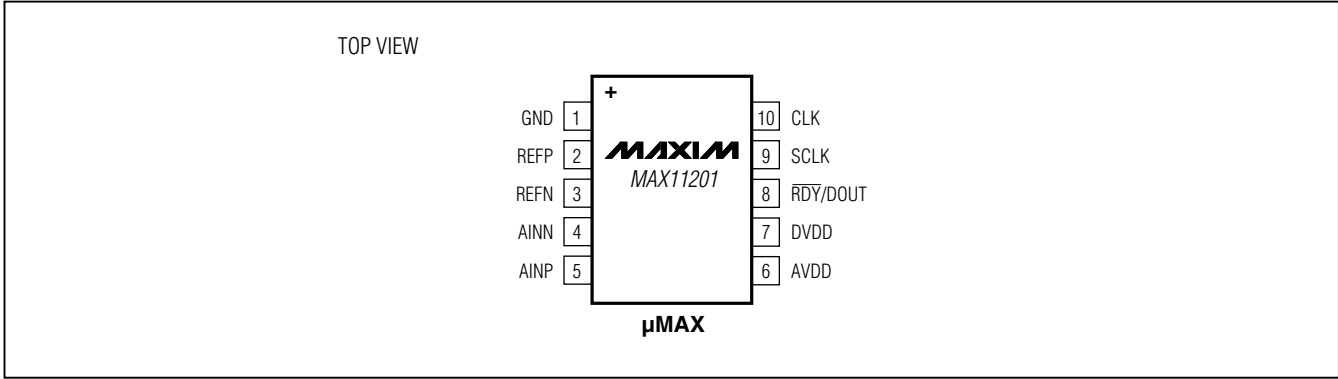 TOP VIEW
+
GND 1
REFP 2
REFN 3
AINN 4
AINP 5
MAXIM
MAX11201
10 CLK
9 SCLK
8 R̅D̅Y̅/DOUT
7 DVDD
6 AVDD
µMAX